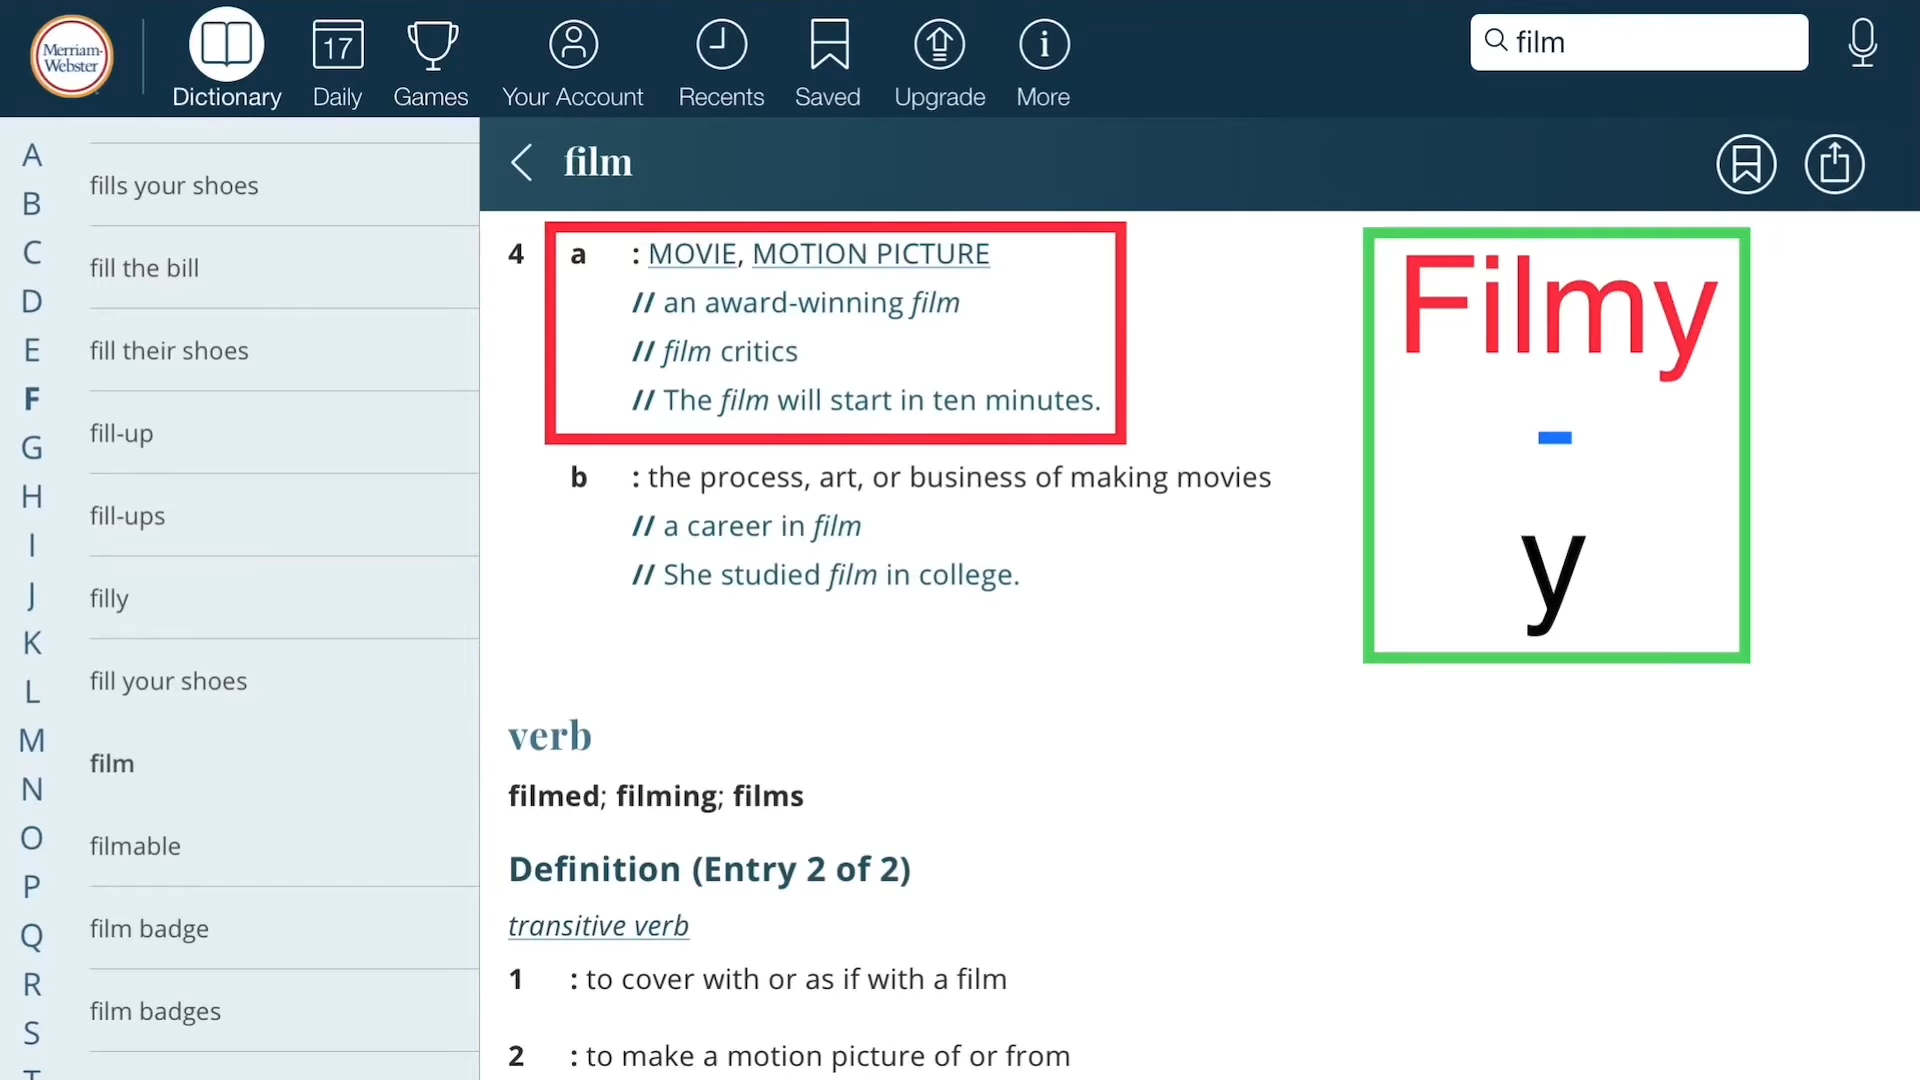 Merriam-
Webster
Dictionary
17
Daily
Games
Your Account
Recents
Saved
Upgrade
More
film
A
B
C
D
E
F
G
H
I
J
K
L
M
N
O
P
Q
R
S
T
fills your shoes
fill the bill
fill their shoes
fill-up
fill-ups
filly
fill your shoes
film
filmable
film badge
film badges
film
4 a : MOVIE, MOTION PICTURE
// an award-winning film
// film critics
// The film will start in ten minutes.
b : the process, art, or business of making movies
// a career in film
// She studied film in college.
Filmy
-
y
verb
filmed; filming; films
Definition (Entry 2 of 2)
transitive verb
1 : to cover with or as if with a film
2 : to make a motion picture of or from